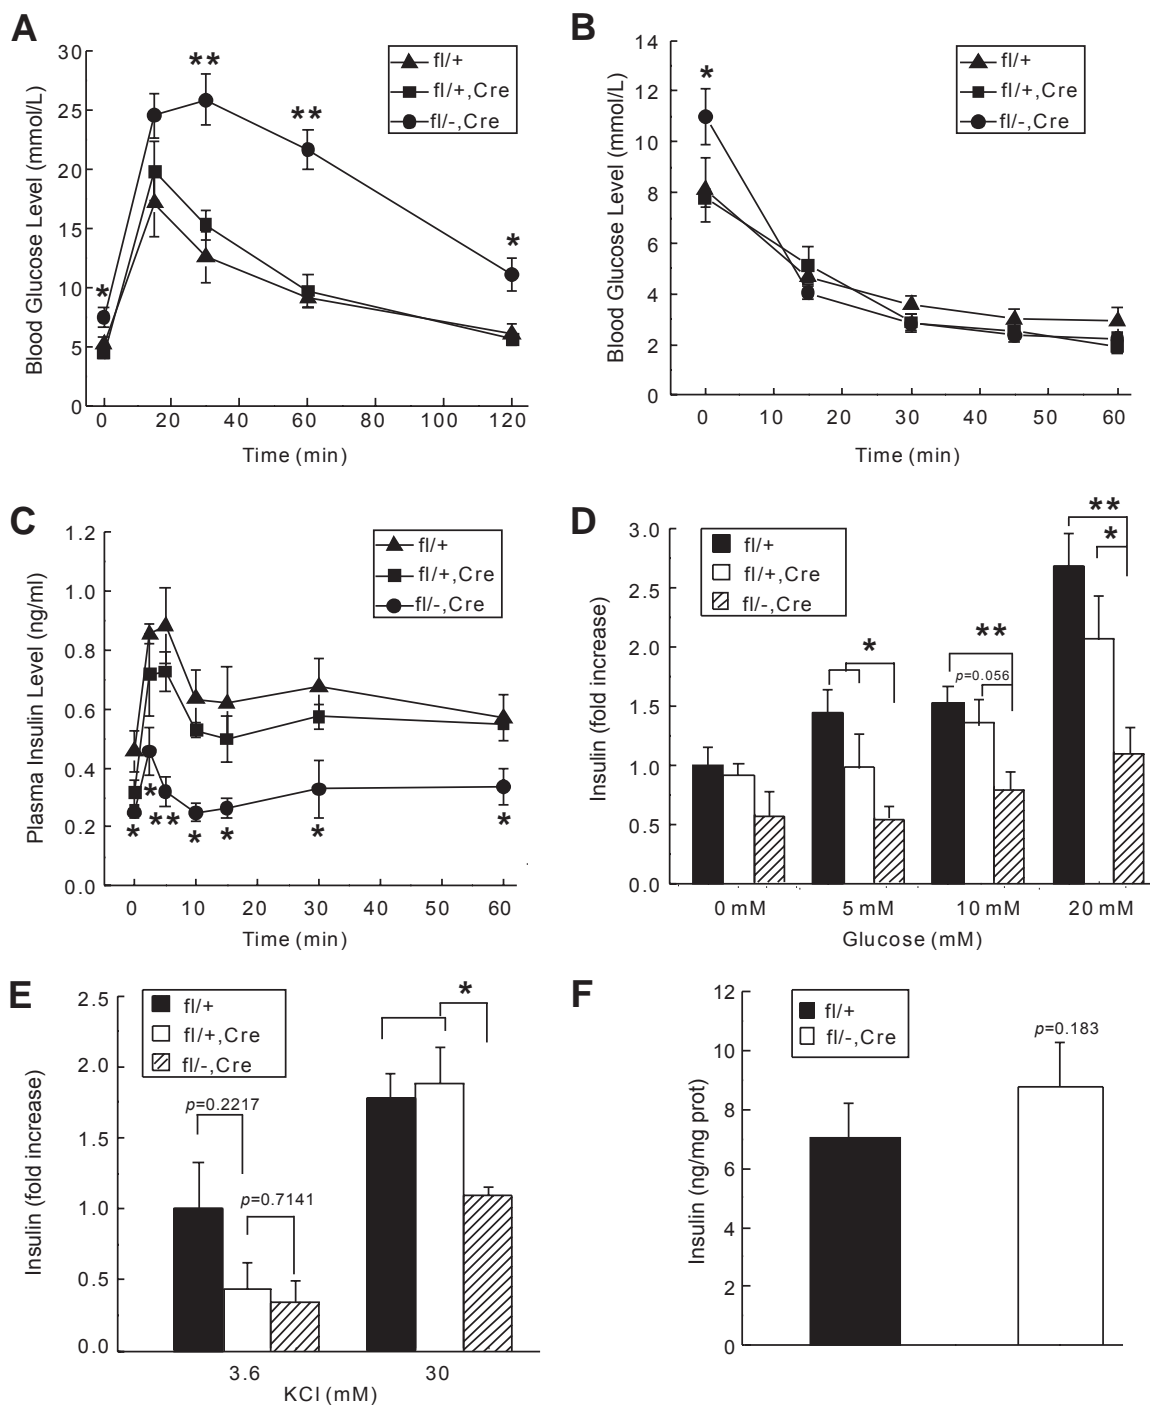 A
Blood Glucose Level (mmol/L)
30
25
20
15
10
5
0
** ** * *
fl/+
fl/+,Cre
fl/-,Cre
0 20 40 60 80 100 120
Time (min)
B
Blood Glucose Level (mmol/L)
14
12
10
8
6
4
2
0
*
fl/+
fl/+,Cre
fl/-,Cre
0 10 20 30 40 50 60
Time (min)
C
Plasma Insulin Level (ng/ml)
1.2
1.0
0.8
0.6
0.4
0.2
0.0
fl/+
fl/+,Cre
fl/-,Cre
* * ** * * * *
0 10 20 30 40 50 60
Time (min)
D
Insulin (fold increase)
3.0
2.5
2.0
1.5
1.0
0.5
0.0
fl/+
fl/+,Cre
fl/-,Cre
*
**
p=0.056
**
*
0 mM 5 mM 10 mM 20 mM
Glucose (mM)
E
Insulin (fold increase)
2.5
2.0
1.5
1.0
0.5
0.0
fl/+
fl/+,Cre
fl/-,Cre
*
p=0.2217
p=0.7141
3.6 30
KCl (mM)
F
Insulin (ng/mg prot)
12
10
8
6
4
2
0
fl/+
fl/-,Cre
p=0.183